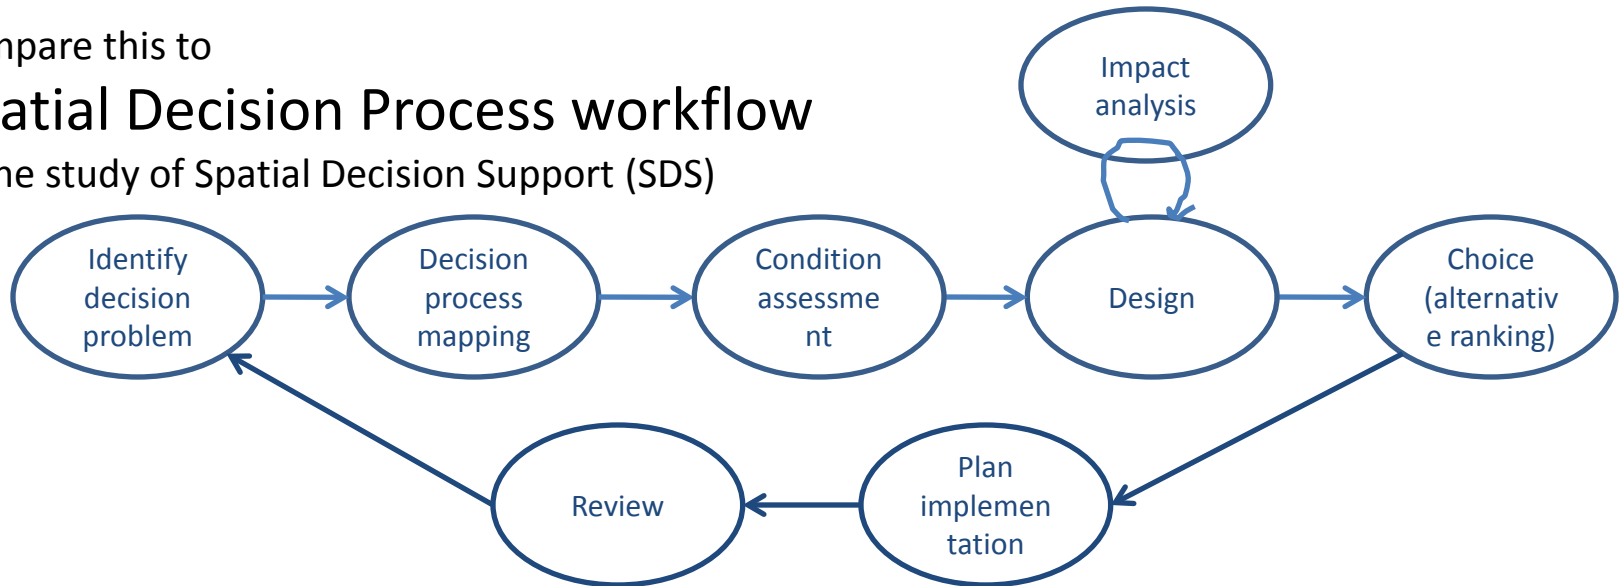 mpare this to
atial Decision Process workflow
ne study of Spatial Decision Support (SDS)
Impact
analysis
Identify
decision
problem
Decision
process
mapping
Condition
assessme
nt
Design
Choice
(alternativ
e ranking)
Review
Plan
implemen
tation